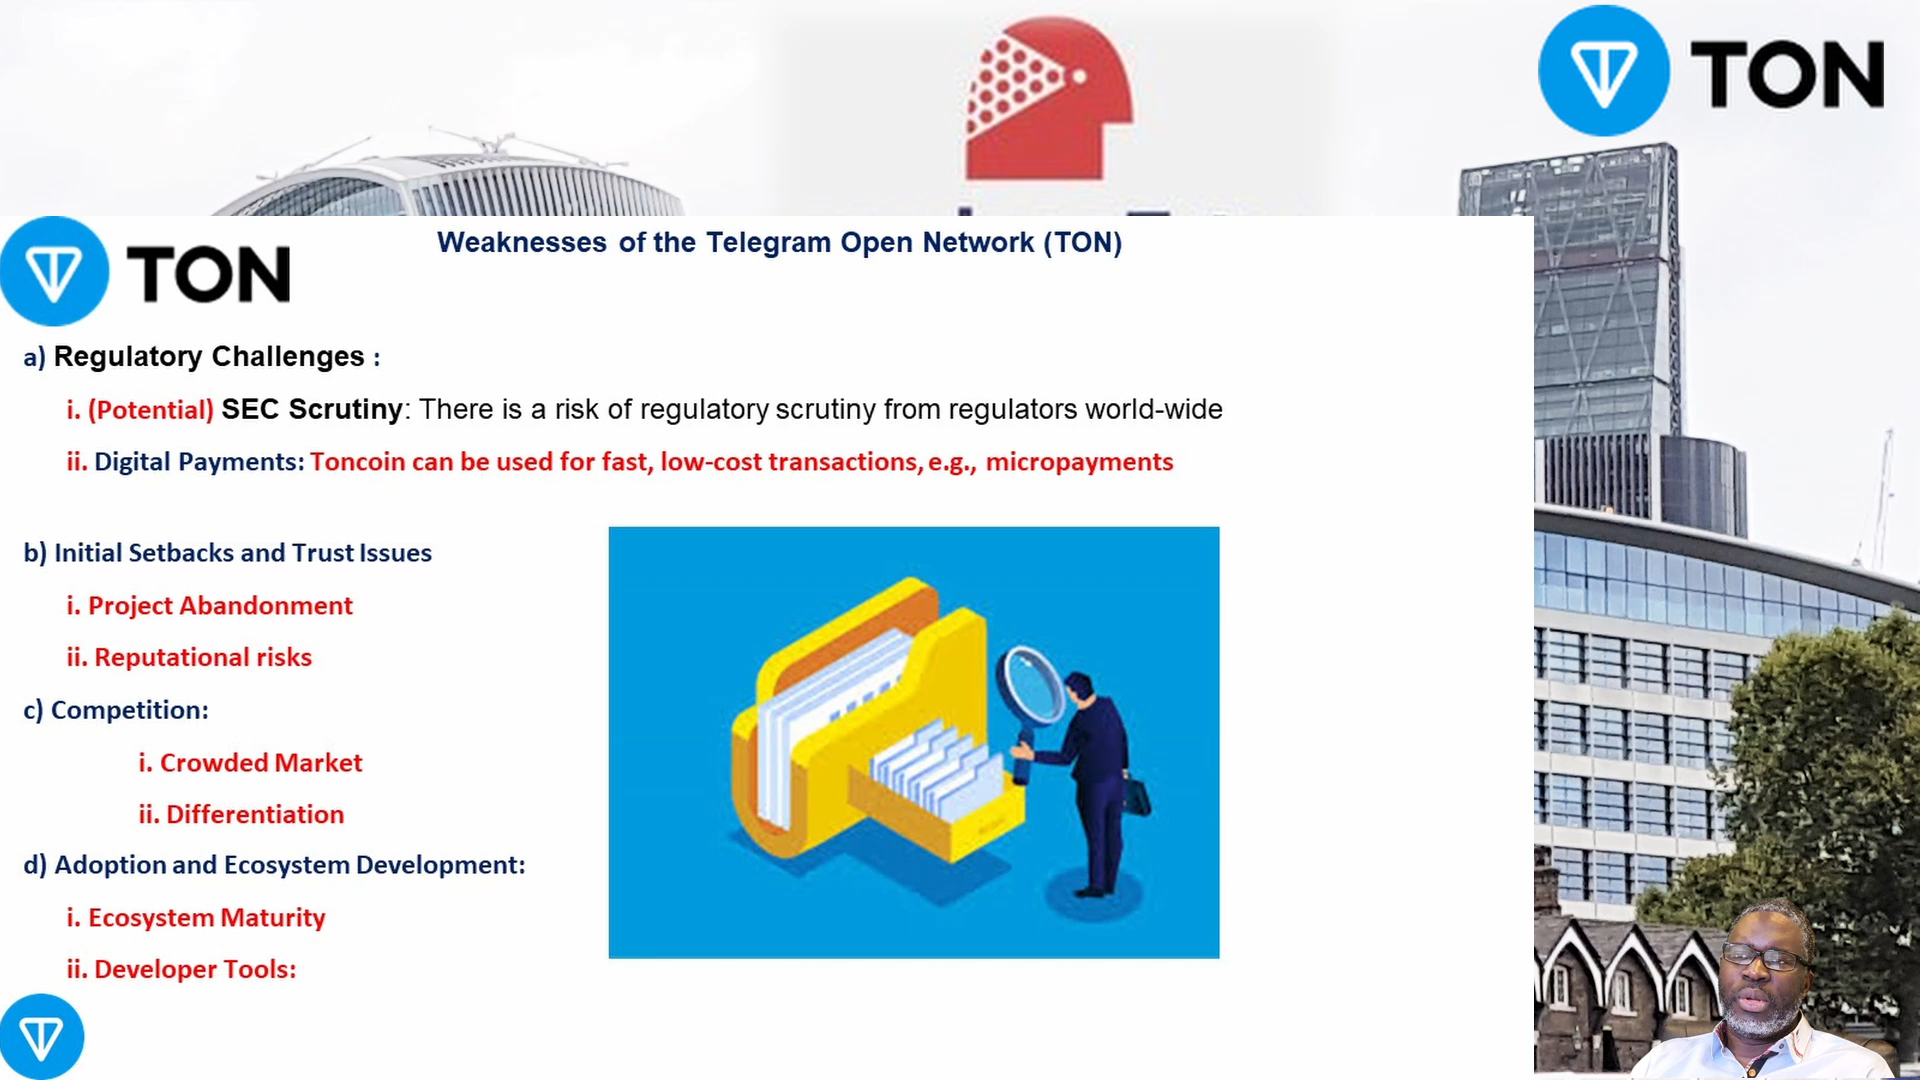 TON
TON
Weaknesses of the Telegram Open Network (TON)
a) Regulatory Challenges :
i. (Potential) SEC Scrutiny: There is a risk of regulatory scrutiny from regulators world-wide
ii. Digital Payments: Toncoin can be used for fast, low-cost transactions, e.g., micropayments
b) Initial Setbacks and Trust Issues
i. Project Abandonment
ii. Reputational risks
c) Competition:
i. Crowded Market
ii. Differentiation
d) Adoption and Ecosystem Development:
i. Ecosystem Maturity
ii. Developer Tools: